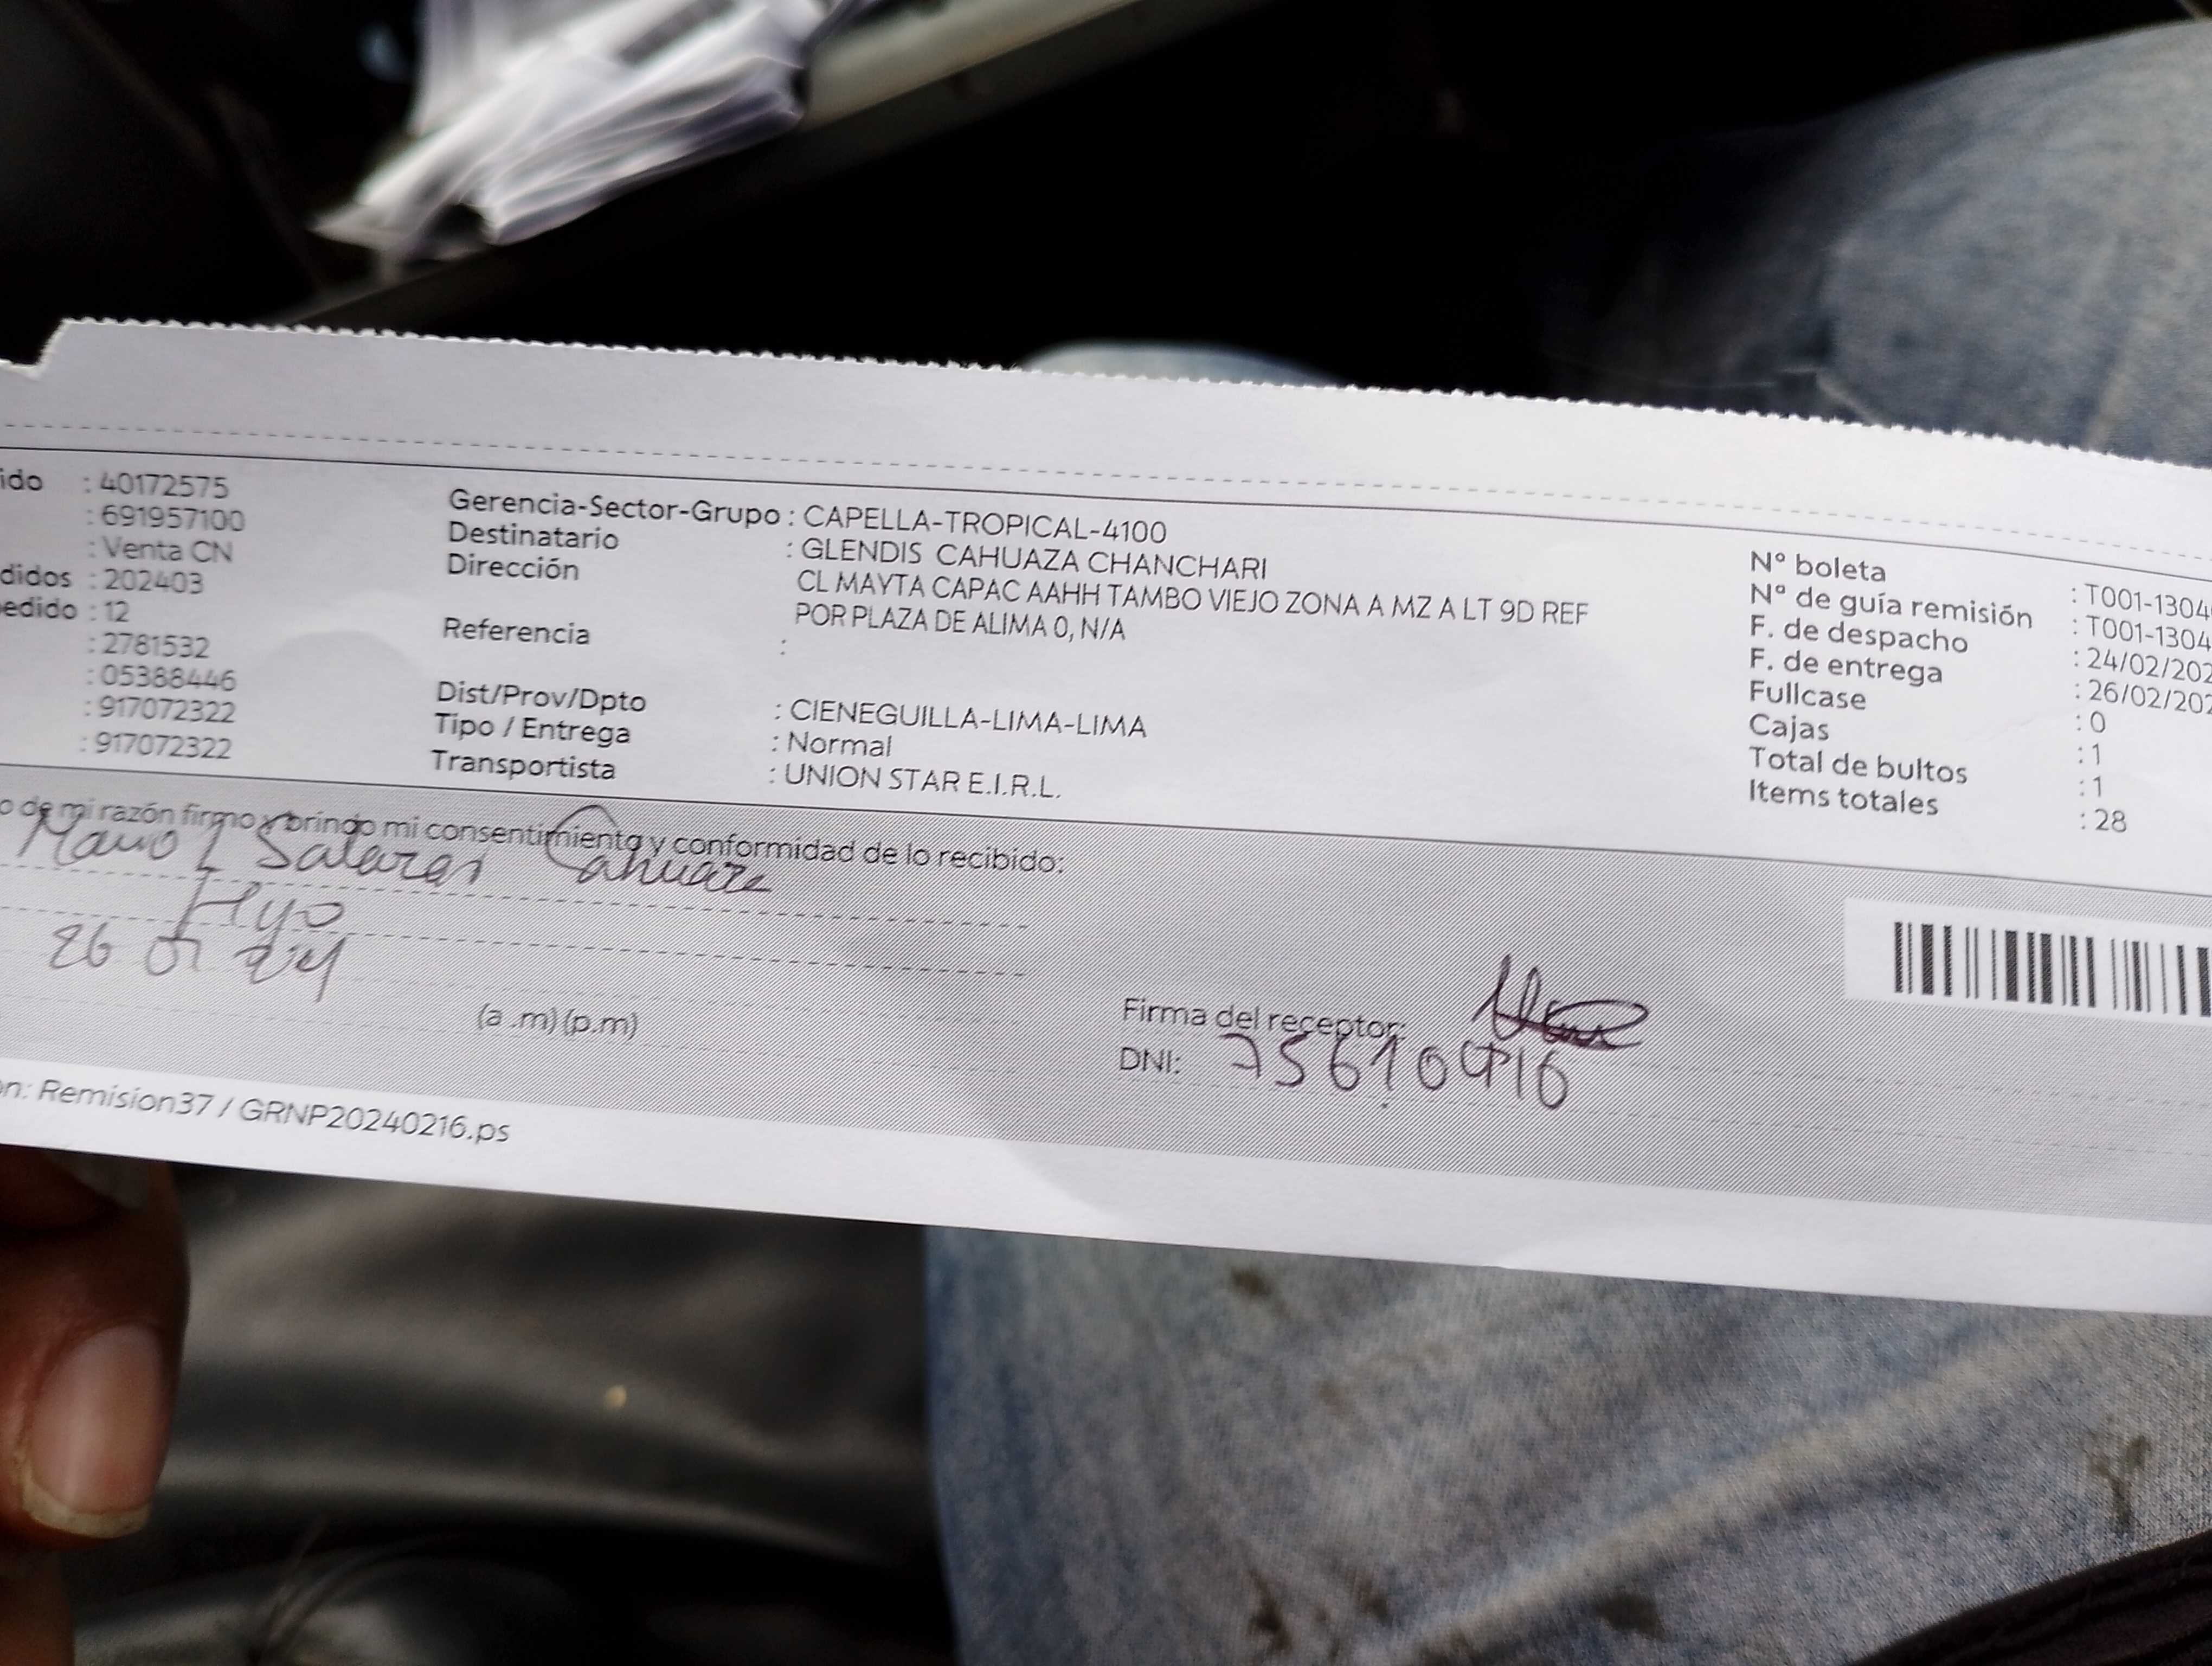 ido : 40172575
: 691957100
: Venta CN
didos : 202403
edido : 12
: 2781532
: 05388446
: 917072322
: 917072322
Gerencia-Sector-Grupo : CAPELLA-TROPICAL-4100
Destinatario : GLENDIS CAHUAZA CHANCHARI
Dirección CL MAYTA CAPAC AAHH TAMBO VIEJO ZONA A MZ A LT 9D REF
POR PLAZA DE ALIMA 0, N/A
Referencia :
Dist/Prov/Dpto : CIENEGUILLA-LIMA-LIMA
Tipo / Entrega : Normal
Transportista : UNION STAR E.I.R.L.
N° boleta : T001-1304
N° de guía remisión : T001-1304
F. de despacho : 24/02/202
F. de entrega : 26/02/202
Fullcase : 0
Cajas : 1
Total de bultos : 1
Items totales : 28
o de mi razón firmo y brindo mi consentimiento y conformidad de lo recibido:
Salazar Cahuaza
Hijo
26
(a .m) (p.m)
Firma del receptor:
DNI:
on: Remision37 / GRNP20240216.ps